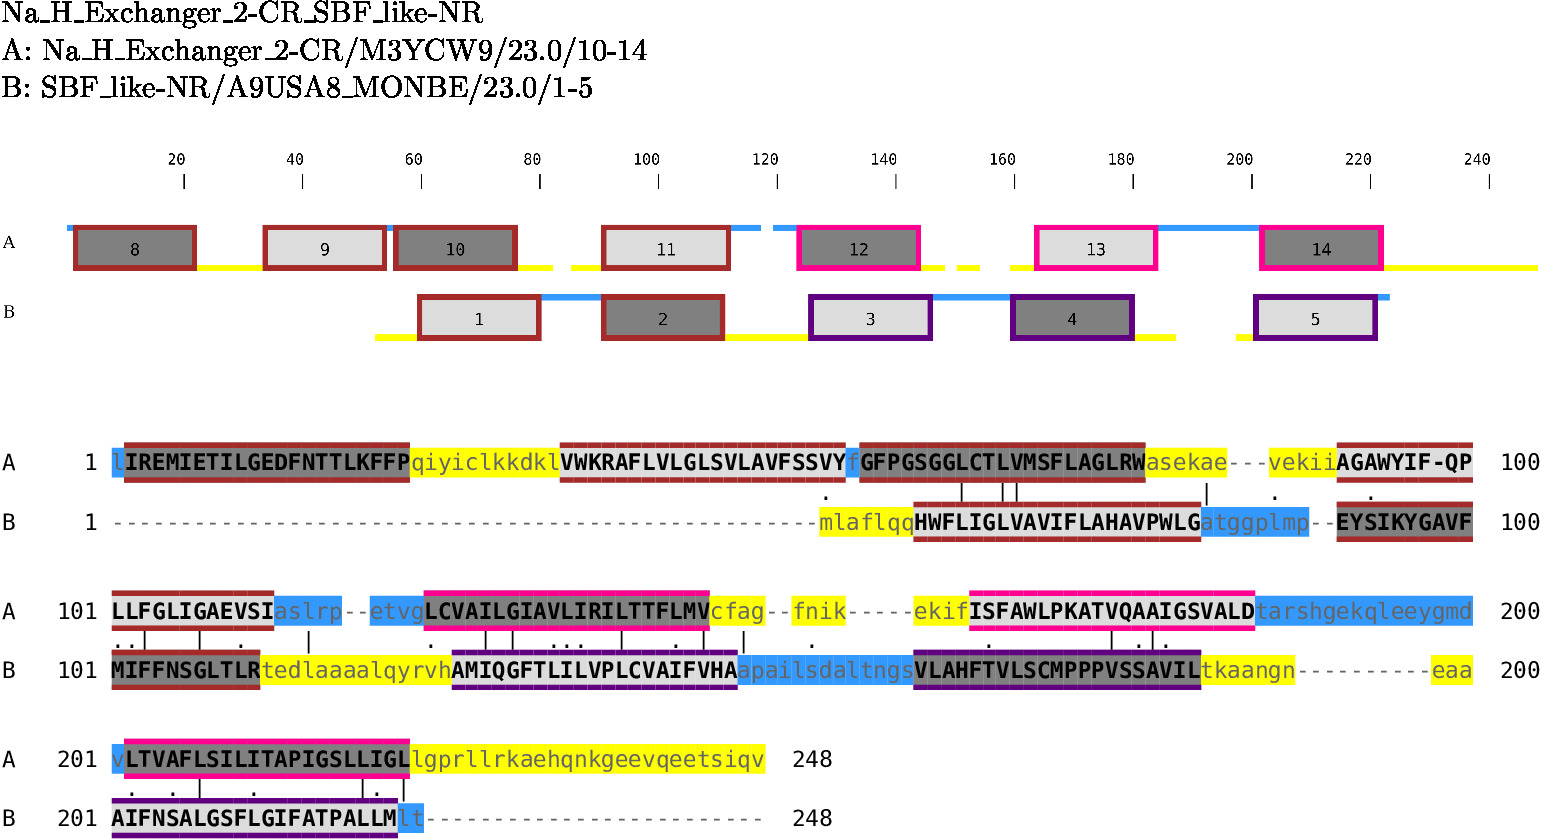 Na_H_Exchanger_2-CR_SBF_like-NR
A: Na_H_Exchanger_2-CR/M3YCW9/23.0/10-14
B: SBF_like-NR/A9USA8_MONBE/23.0/1-5
20 40 60 80 100 120 140 160 180 200 220 240
A 8 9 10 11 12 13 14
B 1 2 3 4 5
A 1 lIREMIETILGEDFNTTLKFFPqiyiclkkdklVWKRAFLVLGLSVLAVFSSVYfGFPGSGGLCTLVMSFLAGLRWasekae---vekiiAGAWYIF-QP 100
B 1 ----------------------------------------------------mlaflqqHWFLIGLVAVIFLAHAVPWLGatggplmp--EYSIKYGAVF 100
A 101 LLFGLIGAEVSIaslrp--etvgLCVAILGIAVLIRILTTFLMVcfag--fnik-----ekifISFAWLPKATVQAAIGSVALDtarshgekqleeygmd 200
B 101 MIFFNSGLTLRtedlaaaalqyrvhAMIQGFTLILVPLCVAIFVHAapailsdaltngsVLAHFTVLSCMPPPVSSAVILtkaangn----------eaa 200
A 201 vLTVAFLSILITAPIGSLLIGLlgprllrkaehqnkgeevqeetsiqv 248
B 201 AIFNSALGSFLGIFATPALLMlt------------------------- 248